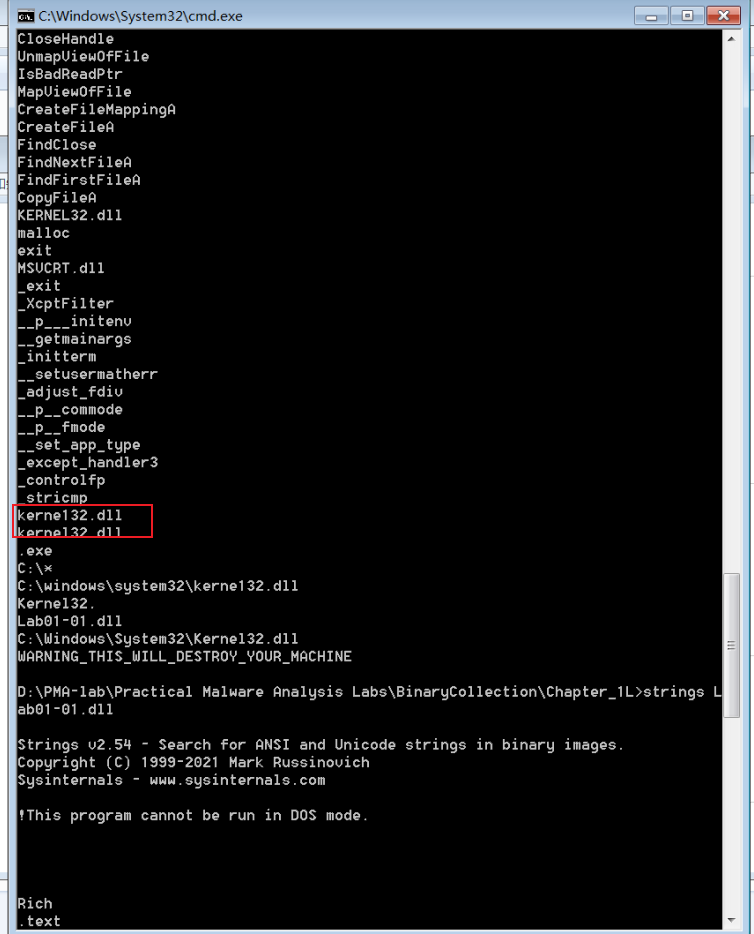 C:\Windows\System32\cmd.exe
CloseHandle
UnmapViewOfFile
IsBadReadPtr
MapViewOfFile
CreateFileMappingA
CreateFileA
FindClose
FindNextFileA
FindFirstFileA
CopyFileA
KERNEL32.dll
malloc
exit
MSVCRT.dll
_exit
_XcptFilter
__p___initenv
__getmainargs
_initterm
__setusermatherr
_adjust_fdiv
__p__commode
__p__fmode
__set_app_type
_except_handler3
_controlfp
_stricmp
kerne132.dll
kernel32.dll
.exe
C:\*
C:\windows\system32\kerne132.dll
Kernel32.
Lab01-01.dll
C:\Windows\System32\Kernel32.dll
WARNING_THIS_WILL_DESTROY_YOUR_MACHINE
D:\PMA-lab\Practical Malware Analysis Labs\BinaryCollection\Chapter_1L>strings L
ab01-01.dll
Strings v2.54 - Search for ANSI and Unicode strings in binary images.
Copyright (C) 1999-2021 Mark Russinovich
Sysinternals - www.sysinternals.com
!This program cannot be run in DOS mode.
Rich
.text